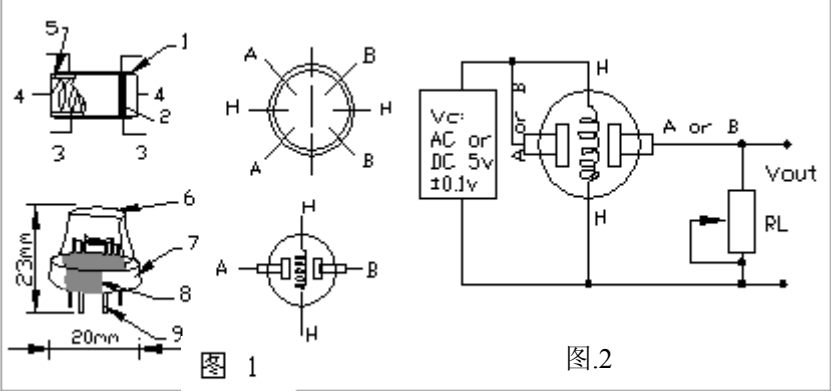 5
1
4
4
2
3
3
A
B
H
H
A
B
6
7
8
9
23mm
20mm
H
A
B
H
图 1
Vc:
AC or
DC 5v
±0.1v
H
A or B
H
A or B
Vout
RL
图.2